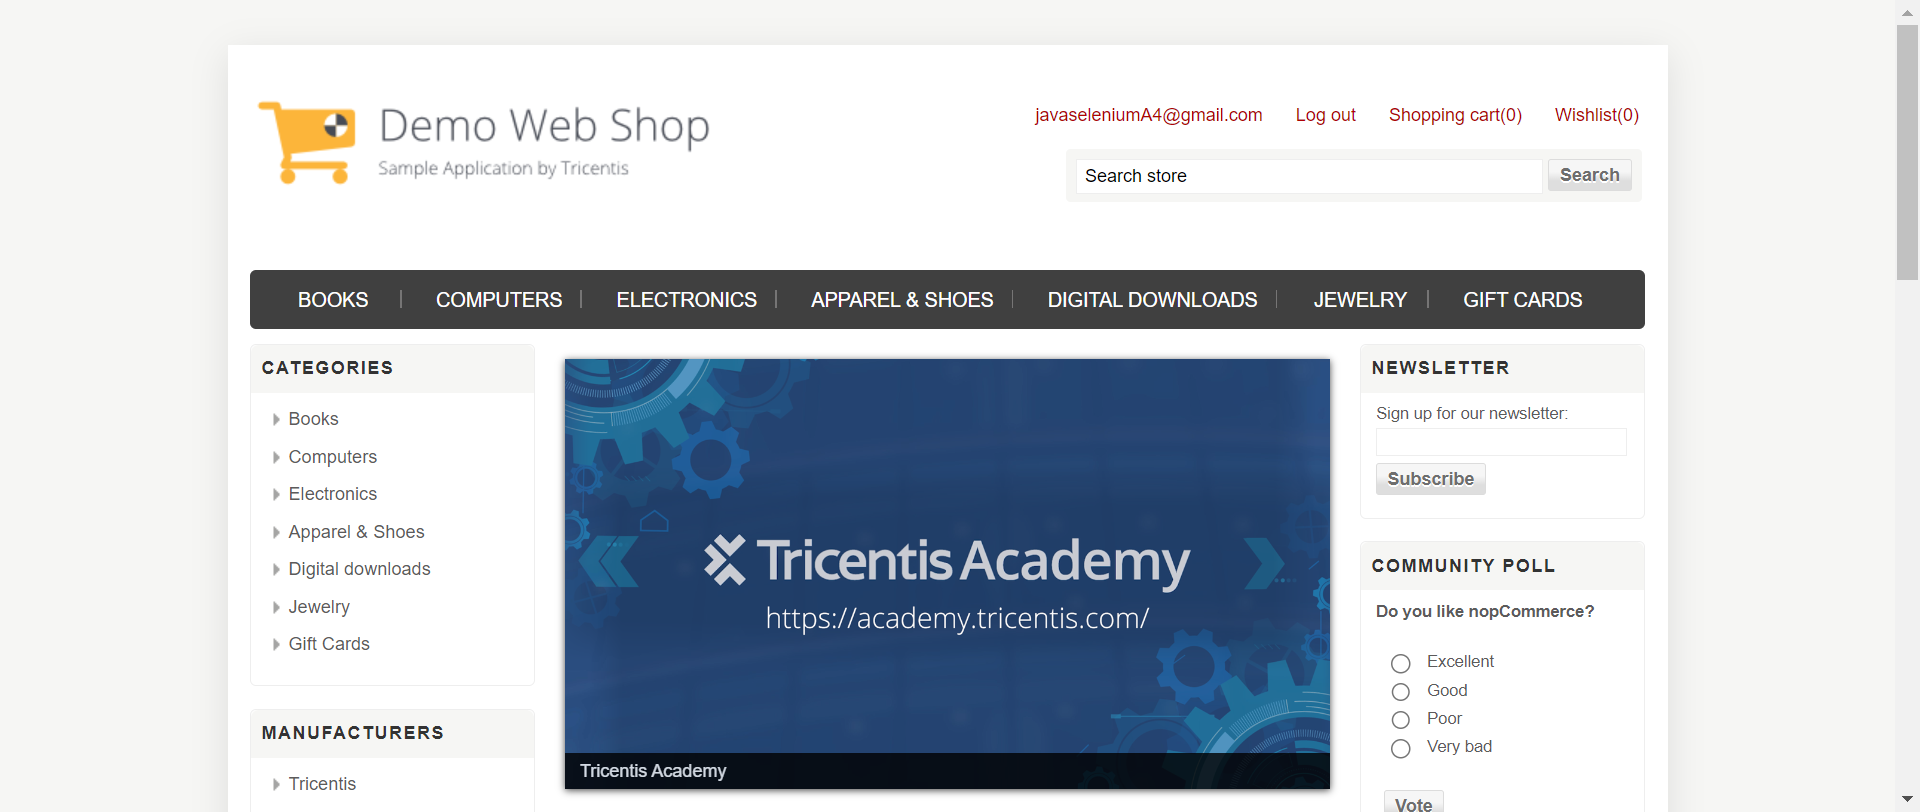 Demo Web Shop
Sample Application by Tricentis
javaseleniumA4@gmail.com Log out Shopping cart(0) Wishlist(0)
Search store Search
BOOKS COMPUTERS ELECTRONICS APPAREL & SHOES DIGITAL DOWNLOADS JEWELRY GIFT CARDS
CATEGORIES
Books
Computers
Electronics
Apparel & Shoes
Digital downloads
Jewelry
Gift Cards
MANUFACTURERS
Tricentis
Tricentis Academy
https://academy.tricentis.com/
Tricentis Academy
NEWSLETTER
Sign up for our newsletter:
Subscribe
COMMUNITY POLL
Do you like nopCommerce?
Excellent
Good
Poor
Very bad
Vote